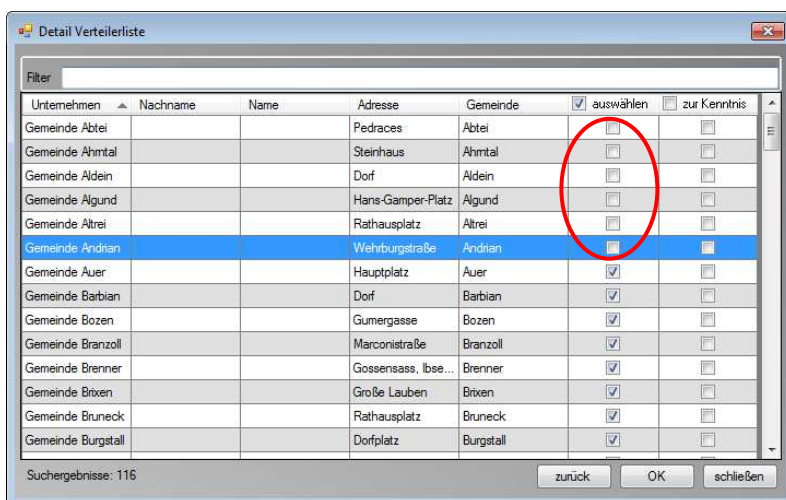 Detail Verteilerliste
Filter
Unternehmen Nachname Name Adresse Gemeinde auswählen zur Kenntnis
Gemeinde Abtei Pedraces Abtei
Gemeinde Ahrntal Steinhaus Ahrntal
Gemeinde Aldein Dorf Aldein
Gemeinde Algund Hans-Gamper-Platz Algund
Gemeinde Altrei Rathausplatz Altrei
Gemeinde Andrian Wehrburgstraße Andrian
Gemeinde Auer Hauptplatz Auer
Gemeinde Barbian Dorf Barbian
Gemeinde Bozen Gumergasse Bozen
Gemeinde Branzoll Marconistraße Branzoll
Gemeinde Brenner Gossensass, Ibse... Brenner
Gemeinde Brixen Große Lauben Brixen
Gemeinde Bruneck Rathausplatz Bruneck
Gemeinde Burgstall Dorfplatz Burgstall
Suchergebnisse: 116 zurück OK schließen